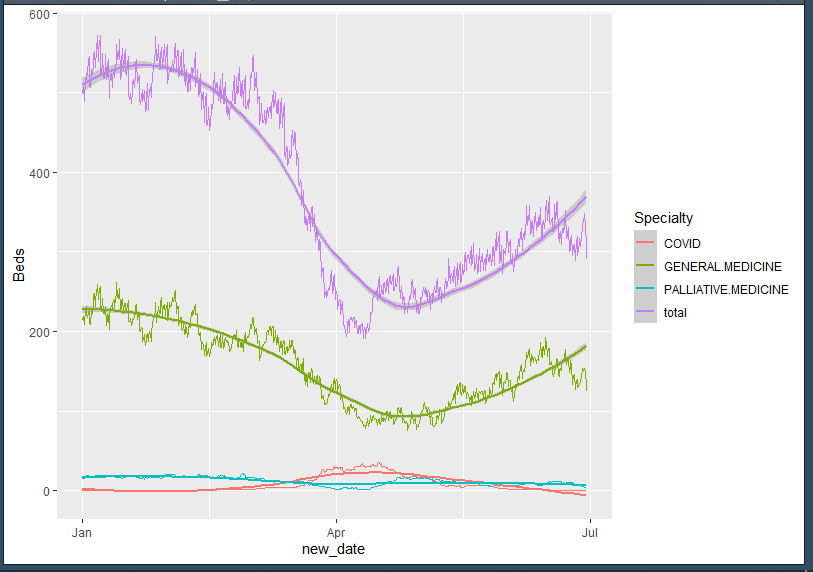 600
400
200
0
Beds
Jan
Apr
Jul
new_date
Specialty
COVID
GENERAL.MEDICINE
PALLIATIVE.MEDICINE
total